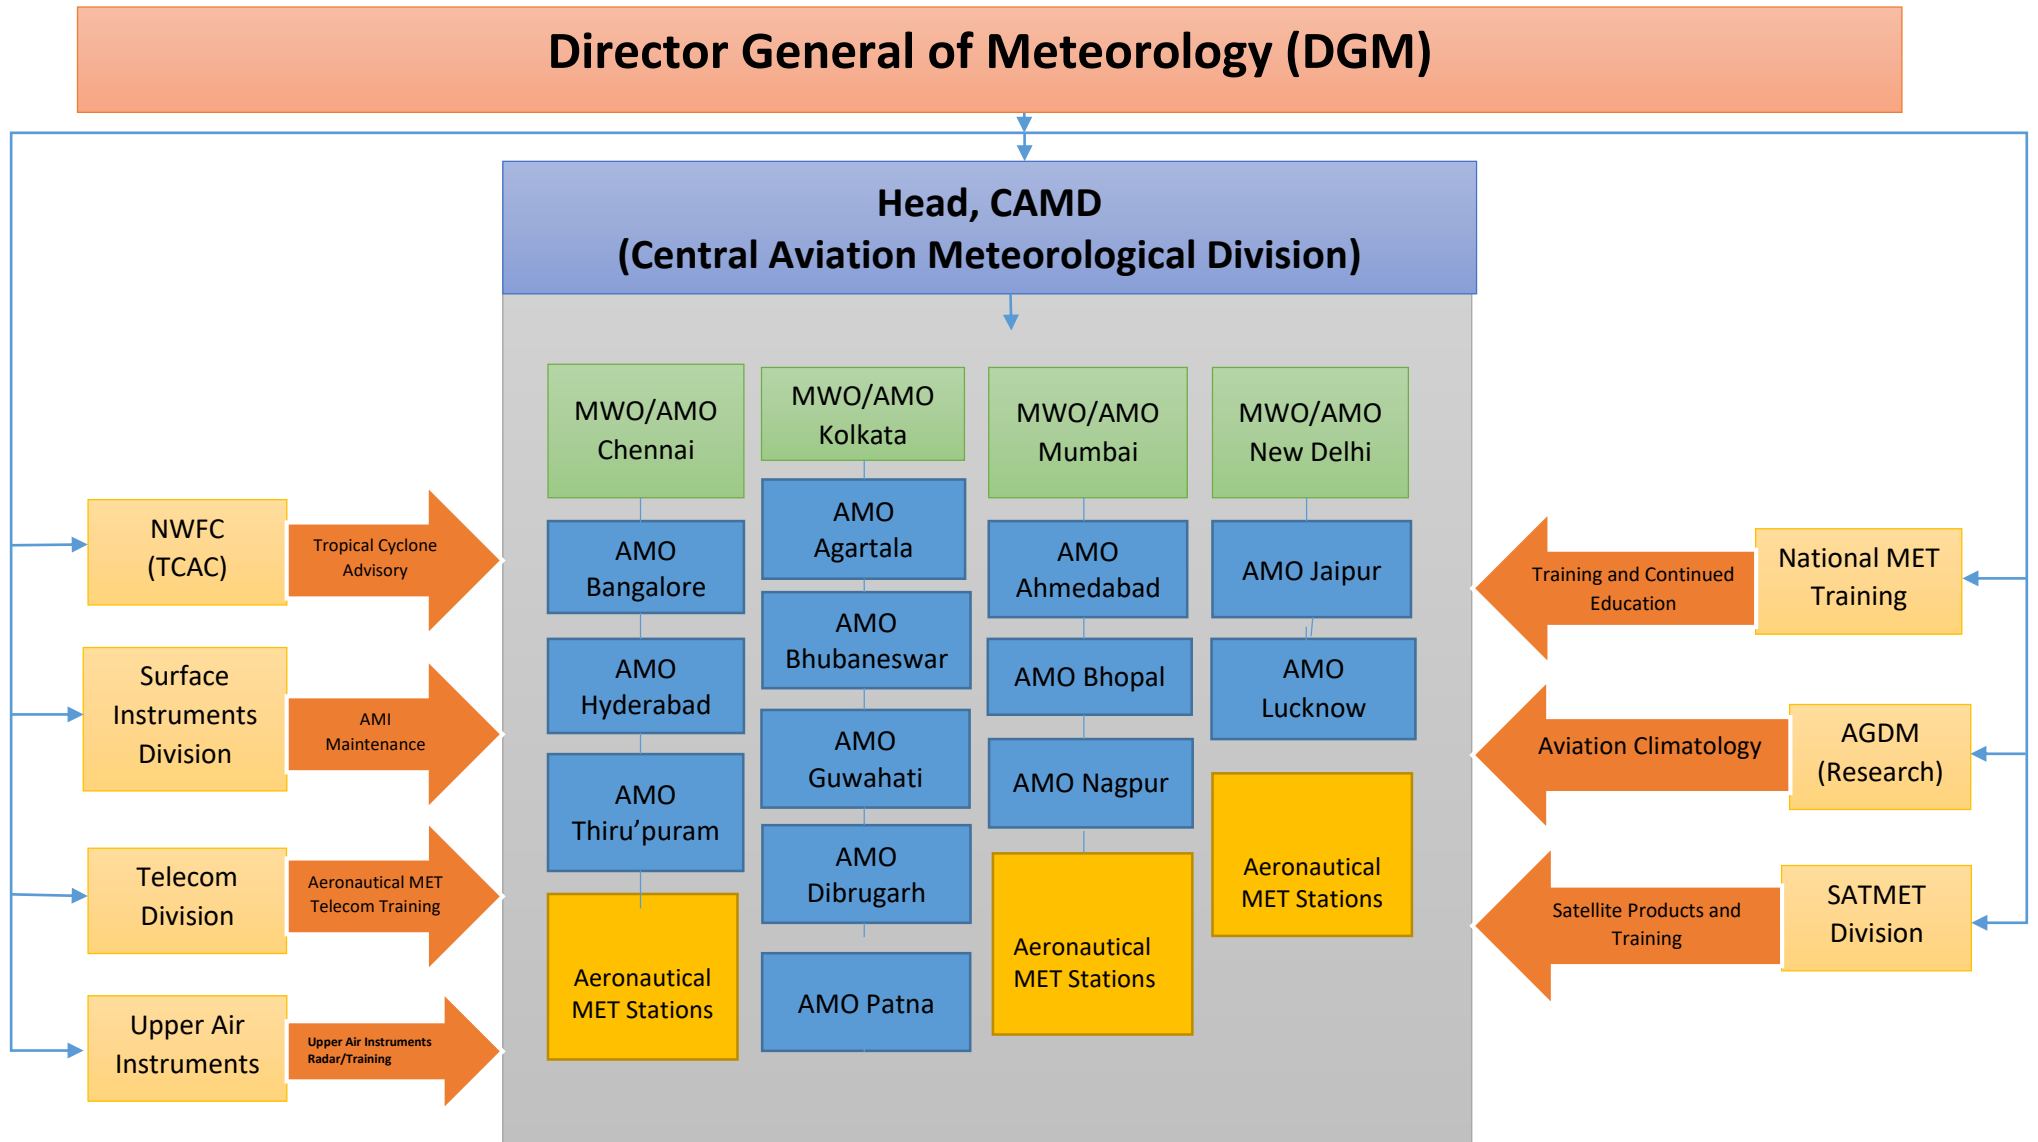 Director General of Meteorology (DGM)
Head, CAMD
(Central Aviation Meteorological Division)
MWO/AMO
Chennai
AMO
Bangalore
AMO
Hyderabad
AMO
Thiru’puram
Aeronautical
MET Stations
MWO/AMO
Kolkata
AMO
Agartala
AMO
Bhubaneswar
AMO
Guwahati
AMO
Dibrugarh
AMO Patna
MWO/AMO
Mumbai
AMO
Ahmedabad
AMO Bhopal
AMO Nagpur
Aeronautical
MET Stations
MWO/AMO
New Delhi
AMO Jaipur
AMO
Lucknow
Aeronautical
MET Stations
NWFC
(TCAC)
Tropical Cyclone
Advisory
Surface
Instruments
Division
AMI
Maintenance
Telecom
Division
Aeronautical MET
Telecom Training
Upper Air
Instruments
Upper Air Instruments
Radar/Training
Training and Continued
Education
National MET
Training
Aviation Climatology
AGDM
(Research)
Satellite Products and
Training
SATMET
Division